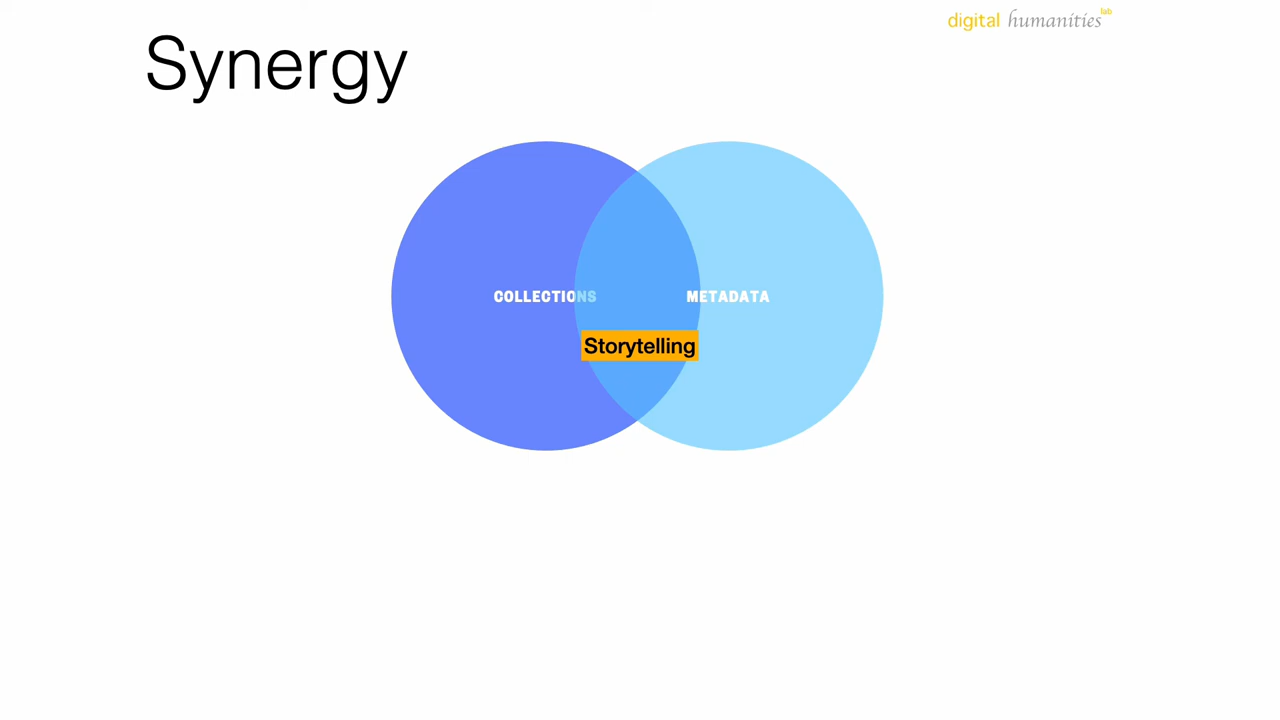 digital humanities lab
Synergy
COLLECTIONS
METADATA
Storytelling